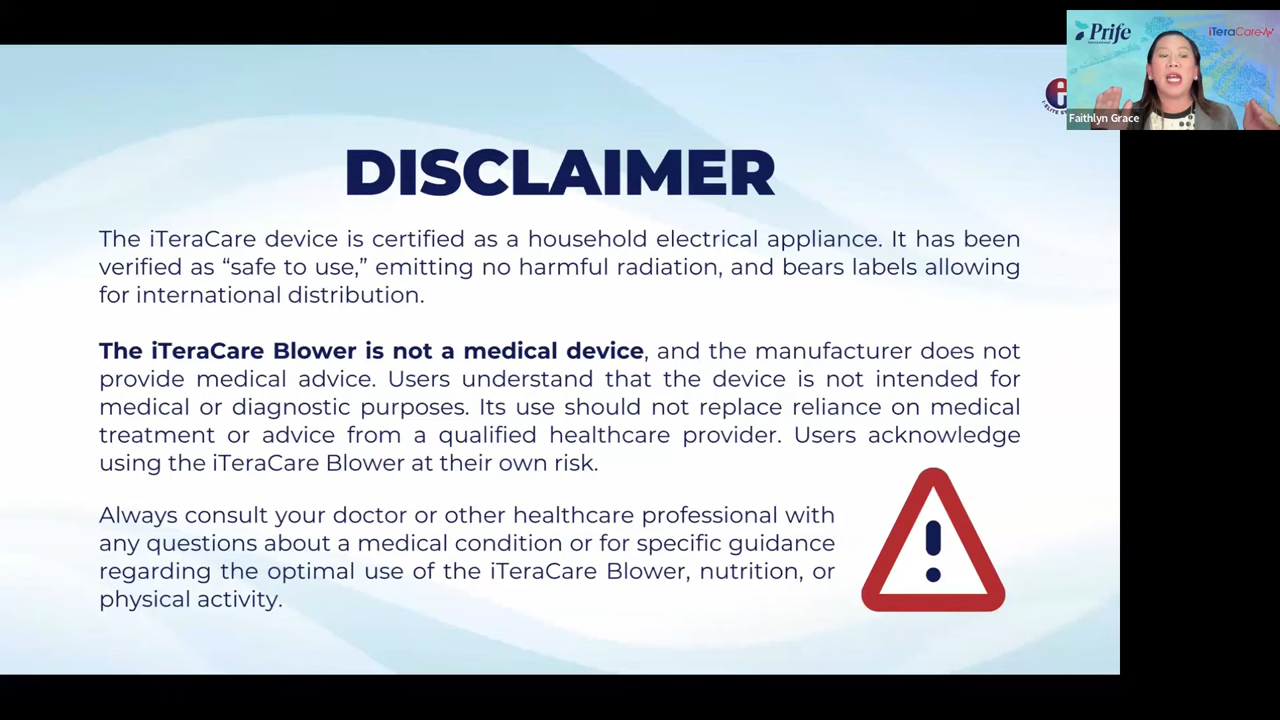 Prife
iTeraCare
Faithlyn Grace
DISCLAIMER
The iTeraCare device is certified as a household electrical appliance. It has been
verified as “safe to use,” emitting no harmful radiation, and bears labels allowing
for international distribution.
The iTeraCare Blower is not a medical device, and the manufacturer does not
provide medical advice. Users understand that the device is not intended for
medical or diagnostic purposes. Its use should not replace reliance on medical
treatment or advice from a qualified healthcare provider. Users acknowledge
using the iTeraCare Blower at their own risk.
Always consult your doctor or other healthcare professional with
any questions about a medical condition or for specific guidance
regarding the optimal use of the iTeraCare Blower, nutrition, or
physical activity.